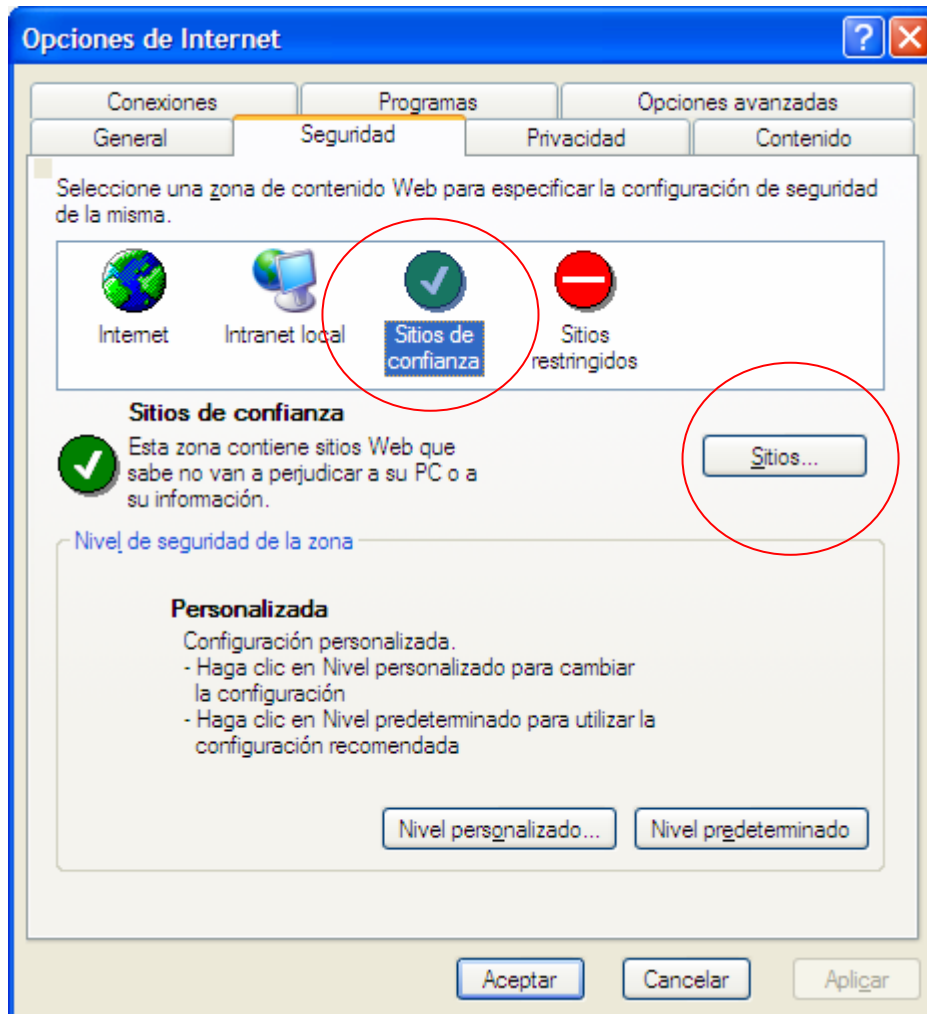 Opciones de Internet
Conexiones Programas Opciones avanzadas
General Seguridad Privacidad Contenido
Seleccione una zona de contenido Web para especificar la configuración de seguridad
de la misma.
Internet Intranet local Sitios de Sitios
confianza restringidos
Sitios de confianza
Esta zona contiene sitios Web que
sabe no van a perjudicar a su PC o a
su información.
Sitios...
Nivel de seguridad de la zona
Personalizada
Configuración personalizada.
- Haga clic en Nivel personalizado para cambiar
la configuración
- Haga clic en Nivel predeterminado para utilizar la
configuración recomendada
Nivel personalizado... Nivel predeterminado
Aceptar Cancelar Aplicar